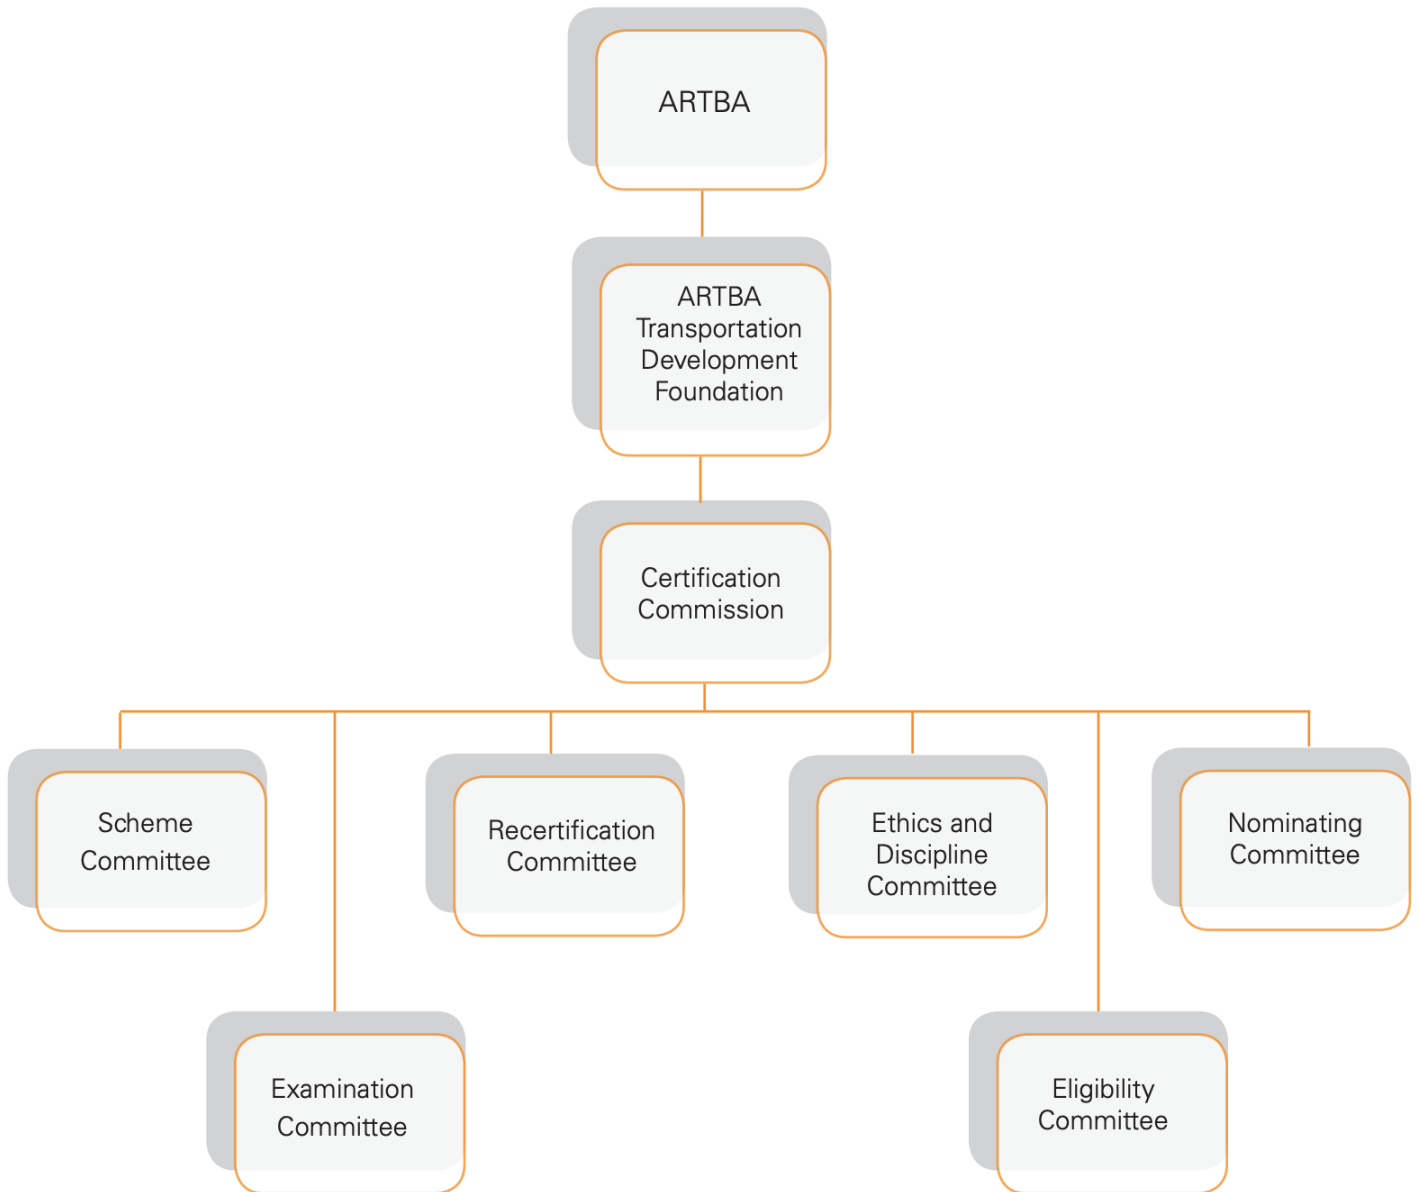 ARTBA
ARTBA
Transportation
Development
Foundation
Certification
Commission
Scheme
Committee
Recertification
Committee
Ethics and
Discipline
Committee
Nominating
Committee
Examination
Committee
Eligibility
Committee